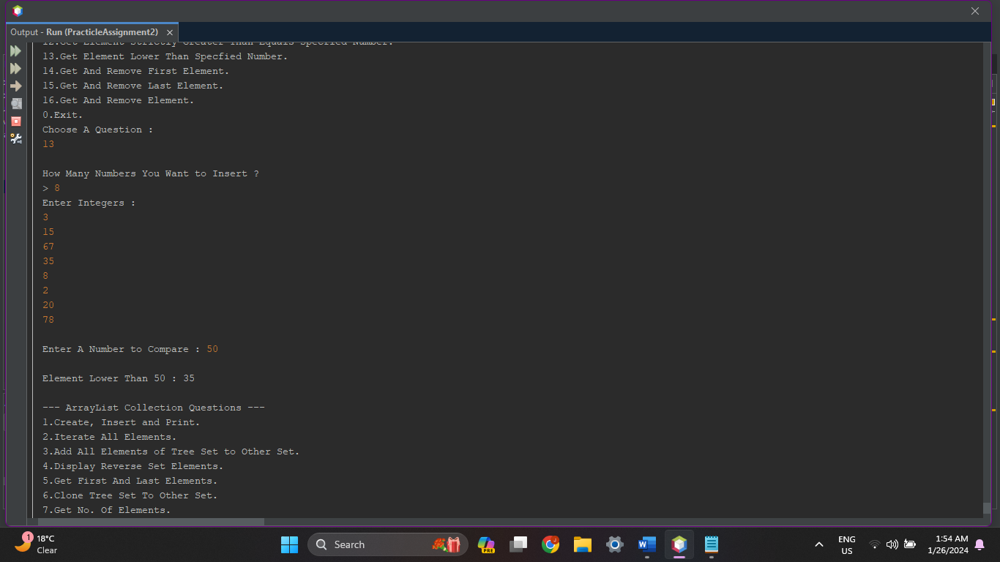 Output - Run (PracticleAssignment2) ×
12.Get Element Strictly Greater Than Equals Specfied Number.
13.Get Element Lower Than Specfied Number.
14.Get And Remove First Element.
15.Get And Remove Last Element.
16.Get And Remove Element.
0.Exit.
Choose A Question :
13
How Many Numbers You Want to Insert ?
> 8
Enter Integers :
3
15
67
35
8
2
20
78
Enter A Number to Compare : 50
Element Lower Than 50 : 35
--- ArrayList Collection Questions ---
1.Create, Insert and Print.
2.Iterate All Elements.
3.Add All Elements of Tree Set to Other Set.
4.Display Reverse Set Elements.
5.Get First And Last Elements.
6.Clone Tree Set To Other Set.
7.Get No. Of Elements.
1
18°C
Clear
Search
PRE
ENG
US
1:54 AM
1/26/2024